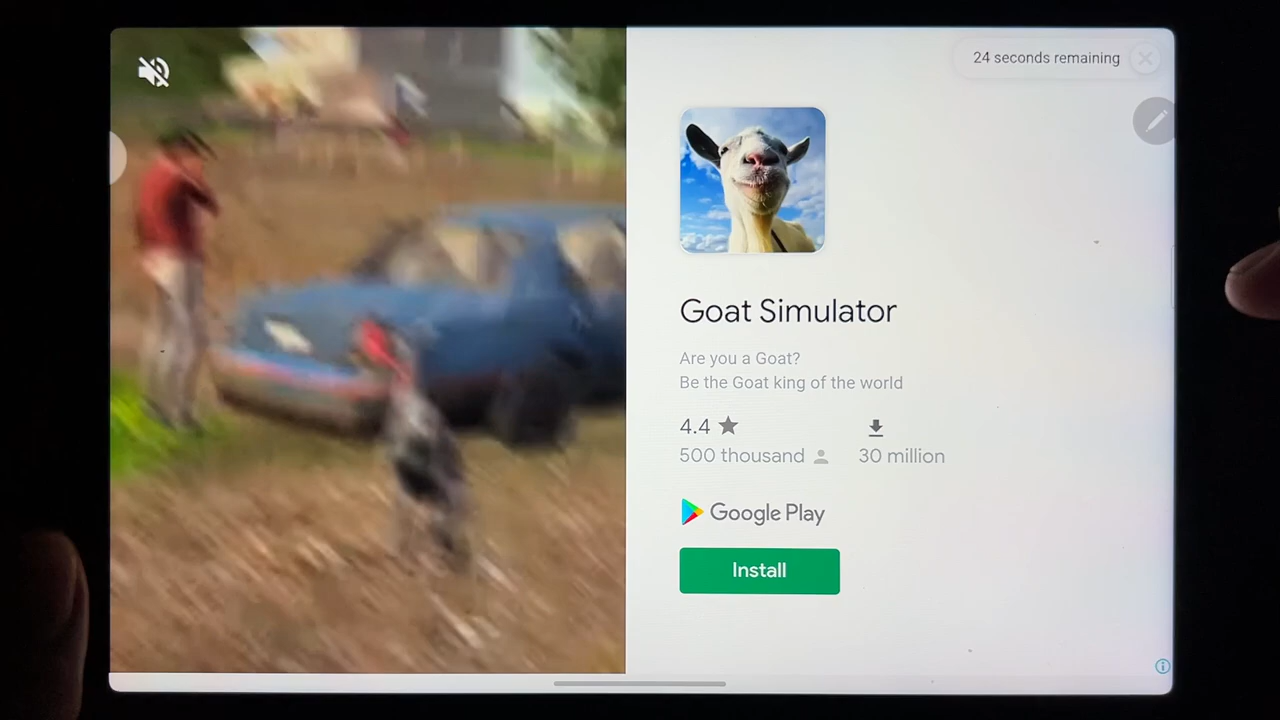 24 seconds remaining
Goat Simulator
Are you a Goat?
Be the Goat king of the world
4.4
500 thousand
30 million
Google Play
Install